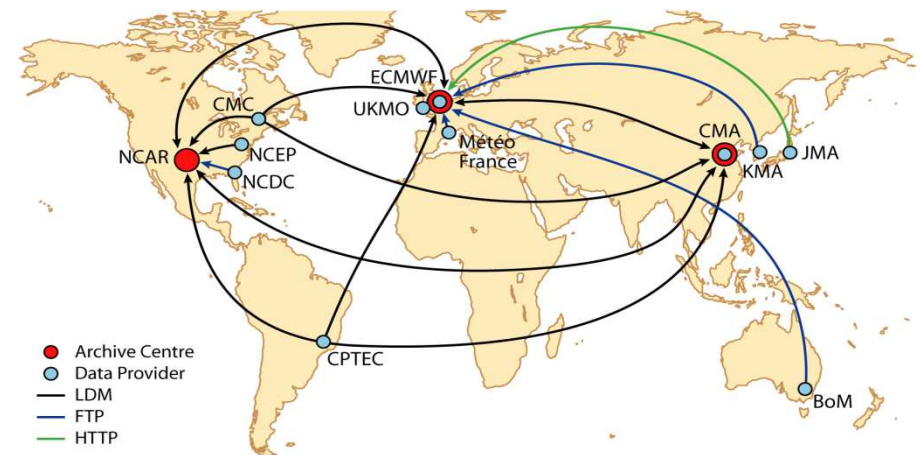 ECMWF
CMC
UKMO
CMA
NCEP
Météo
France
NCAR
JMA
KMA
NCDC
CPTEC
BoM
Archive Centre
Data Provider
LDM
FTP
HTTP